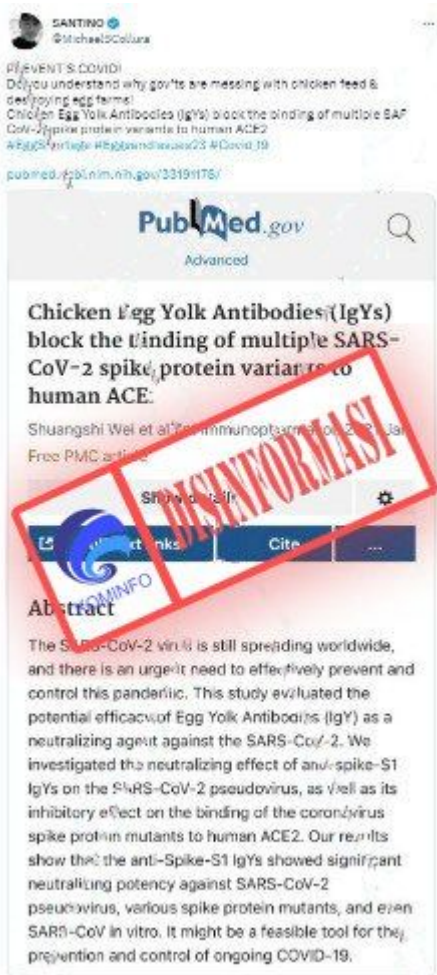 SANTINO
@MichaelSCollura
PREVENT'S COVID!
Do you understand why gov'ts are messing with chicken feed &
destroying egg farms!
Chicken Egg Yolk Antibodies (IgYs) block the binding of multiple SAR
CoV-2 spike protein variants to human ACE2
#Covid_19
PubMed.gov
Advanced
Chicken Egg Yolk Antibodies (IgYs)
block the binding of multiple SARS-
CoV-2 spike protein variants to
human ACE
Shuangshi Wei et al. Int Immunopharmacol. Jan
Free PMC article
Show details
links
Cite
...
DISINFORMASI
KOMINFO
Abstract
The SARS-CoV-2 virus is still spreading worldwide,
and there is an urgent need to effectively prevent and
control this pandemic. This study evaluated the
potential efficacy of Egg Yolk Antibodies (IgY) as a
neutralizing agent against the SARS-CoV-2. We
investigated the neutralizing effect of anti-spike-S1
IgYs on the SARS-CoV-2 pseudovirus, as well as its
inhibitory effect on the binding of the coronavirus
spike protein mutants to human ACE2. Our results
show that the anti-Spike-S1 IgYs showed significant
neutralizing potency against SARS-CoV-2
pseudovirus, various spike protein mutants, and even
SARS-CoV in vitro. It might be a feasible tool for the
prevention and control of ongoing COVID-19.